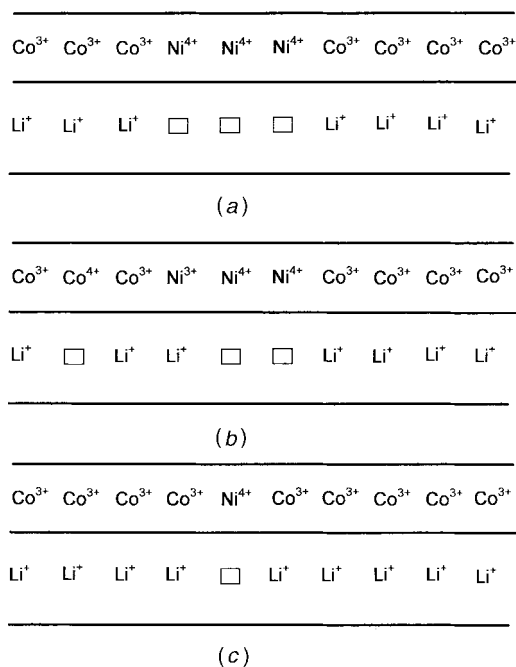 Co³⁺ Co³⁺ Co³⁺ Ni⁴⁺ Ni⁴⁺ Ni⁴⁺ Co³⁺ Co³⁺ Co³⁺ Co³⁺
Li⁺ Li⁺ Li⁺ □ □ □ Li⁺ Li⁺ Li⁺ Li⁺
(a)
Co³⁺ Co⁴⁺ Co³⁺ Ni³⁺ Ni⁴⁺ Ni⁴⁺ Co³⁺ Co³⁺ Co³⁺ Co³⁺
Li⁺ □ Li⁺ Li⁺ □ □ Li⁺ Li⁺ Li⁺ Li⁺
(b)
Co³⁺ Co³⁺ Co³⁺ Co³⁺ Ni⁴⁺ Co³⁺ Co³⁺ Co³⁺ Co³⁺ Co³⁺
Li⁺ Li⁺ Li⁺ Li⁺ □ Li⁺ Li⁺ Li⁺ Li⁺ Li⁺
(c)